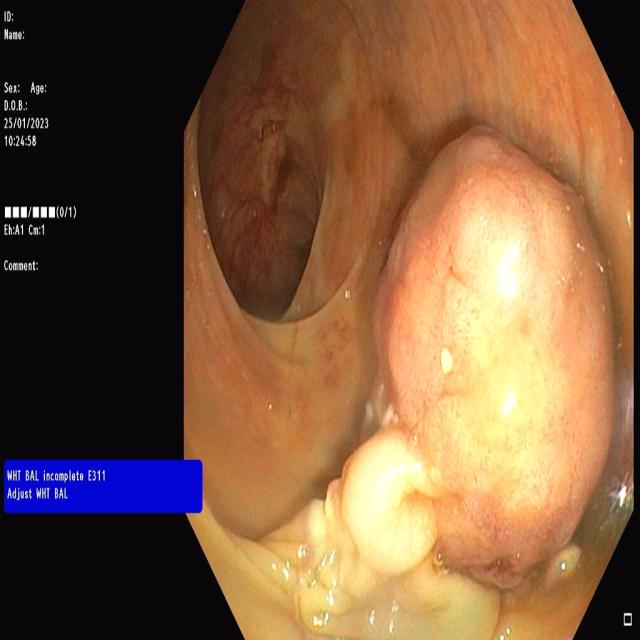 ID:
Name:
Sex: Age:
D.O.B.:
25/01/2023
10:24:58
■■■/■■■(0/1)
Eh:A1 Cm:1
Comment:
WHT BAL incomplete E311
Adjust WHT BAL